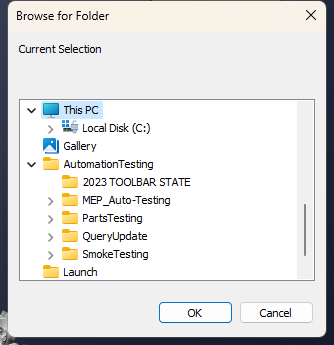 Browse for Folder
Current Selection
This PC
Local Disk (C:)
Gallery
AutomationTesting
2023 TOOLBAR STATE
MEP_Auto-Testing
PartsTesting
QueryUpdate
SmokeTesting
Launch
OK
Cancel